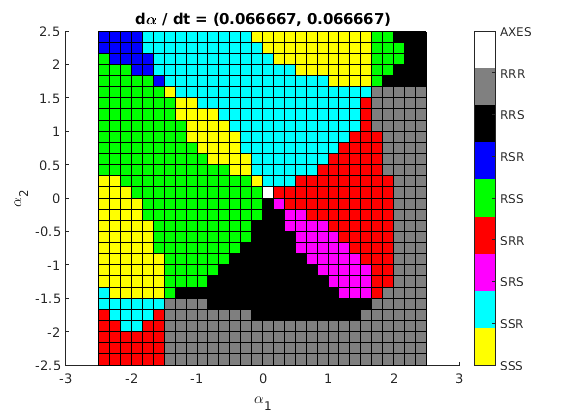 dα / dt = (0.066667, 0.066667)
2.5
2
1.5
1
0.5
0
-0.5
-1
-1.5
-2
-2.5
α2
-3 -2 -1 0 1 2 3
α1
AXES
RRR
RRS
RSR
RSS
SRR
SRS
SSR
SSS